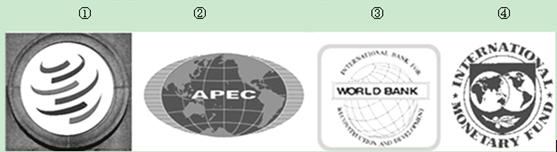 ① ② ③ ④
APEC
INTERNATIONAL BANK FOR
WORLD BANK
RECONSTRUCTION AND DEVELOPMENT
INTERNATIONAL
MONETARY FUND